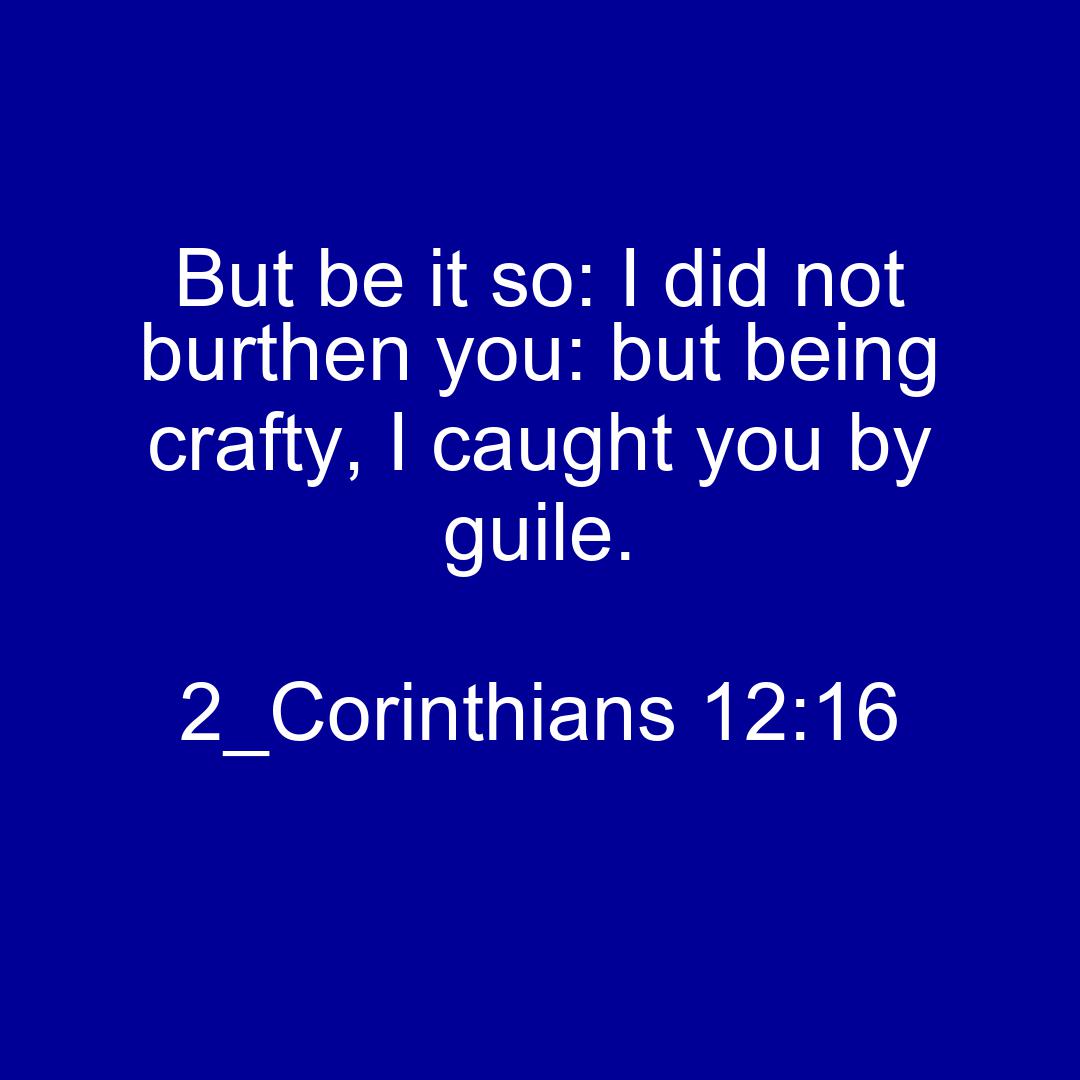 But be it so: I did not
burthen you: but being
crafty, I caught you by
guile.
2_Corinthians 12:16